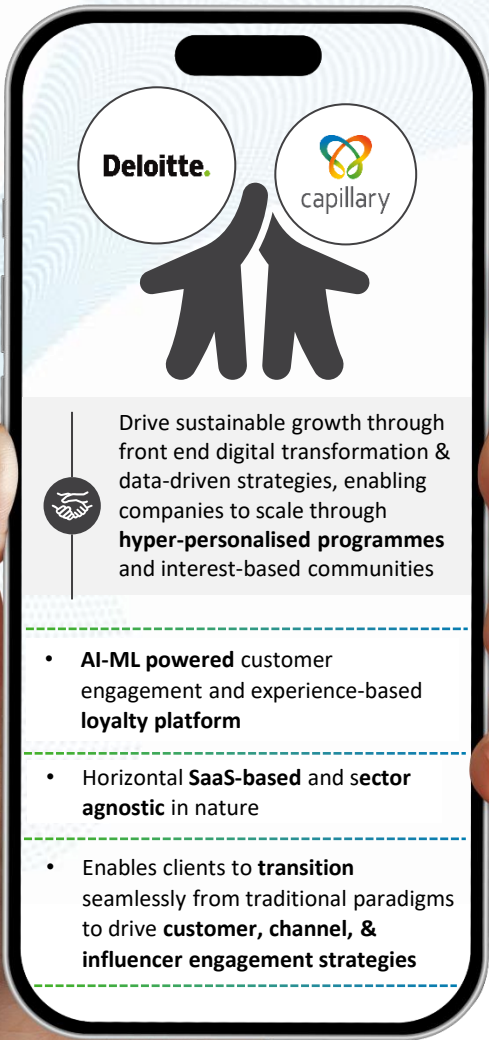 Deloitte.
capillary
Drive sustainable growth through
front end digital transformation &
data-driven strategies, enabling
companies to scale through
hyper-personalised programmes
and interest-based communities
• AI-ML powered customer
engagement and experience-based
loyalty platform
• Horizontal SaaS-based and sector
agnostic in nature
• Enables clients to transition
seamlessly from traditional paradigms
to drive customer, channel, &
influencer engagement strategies